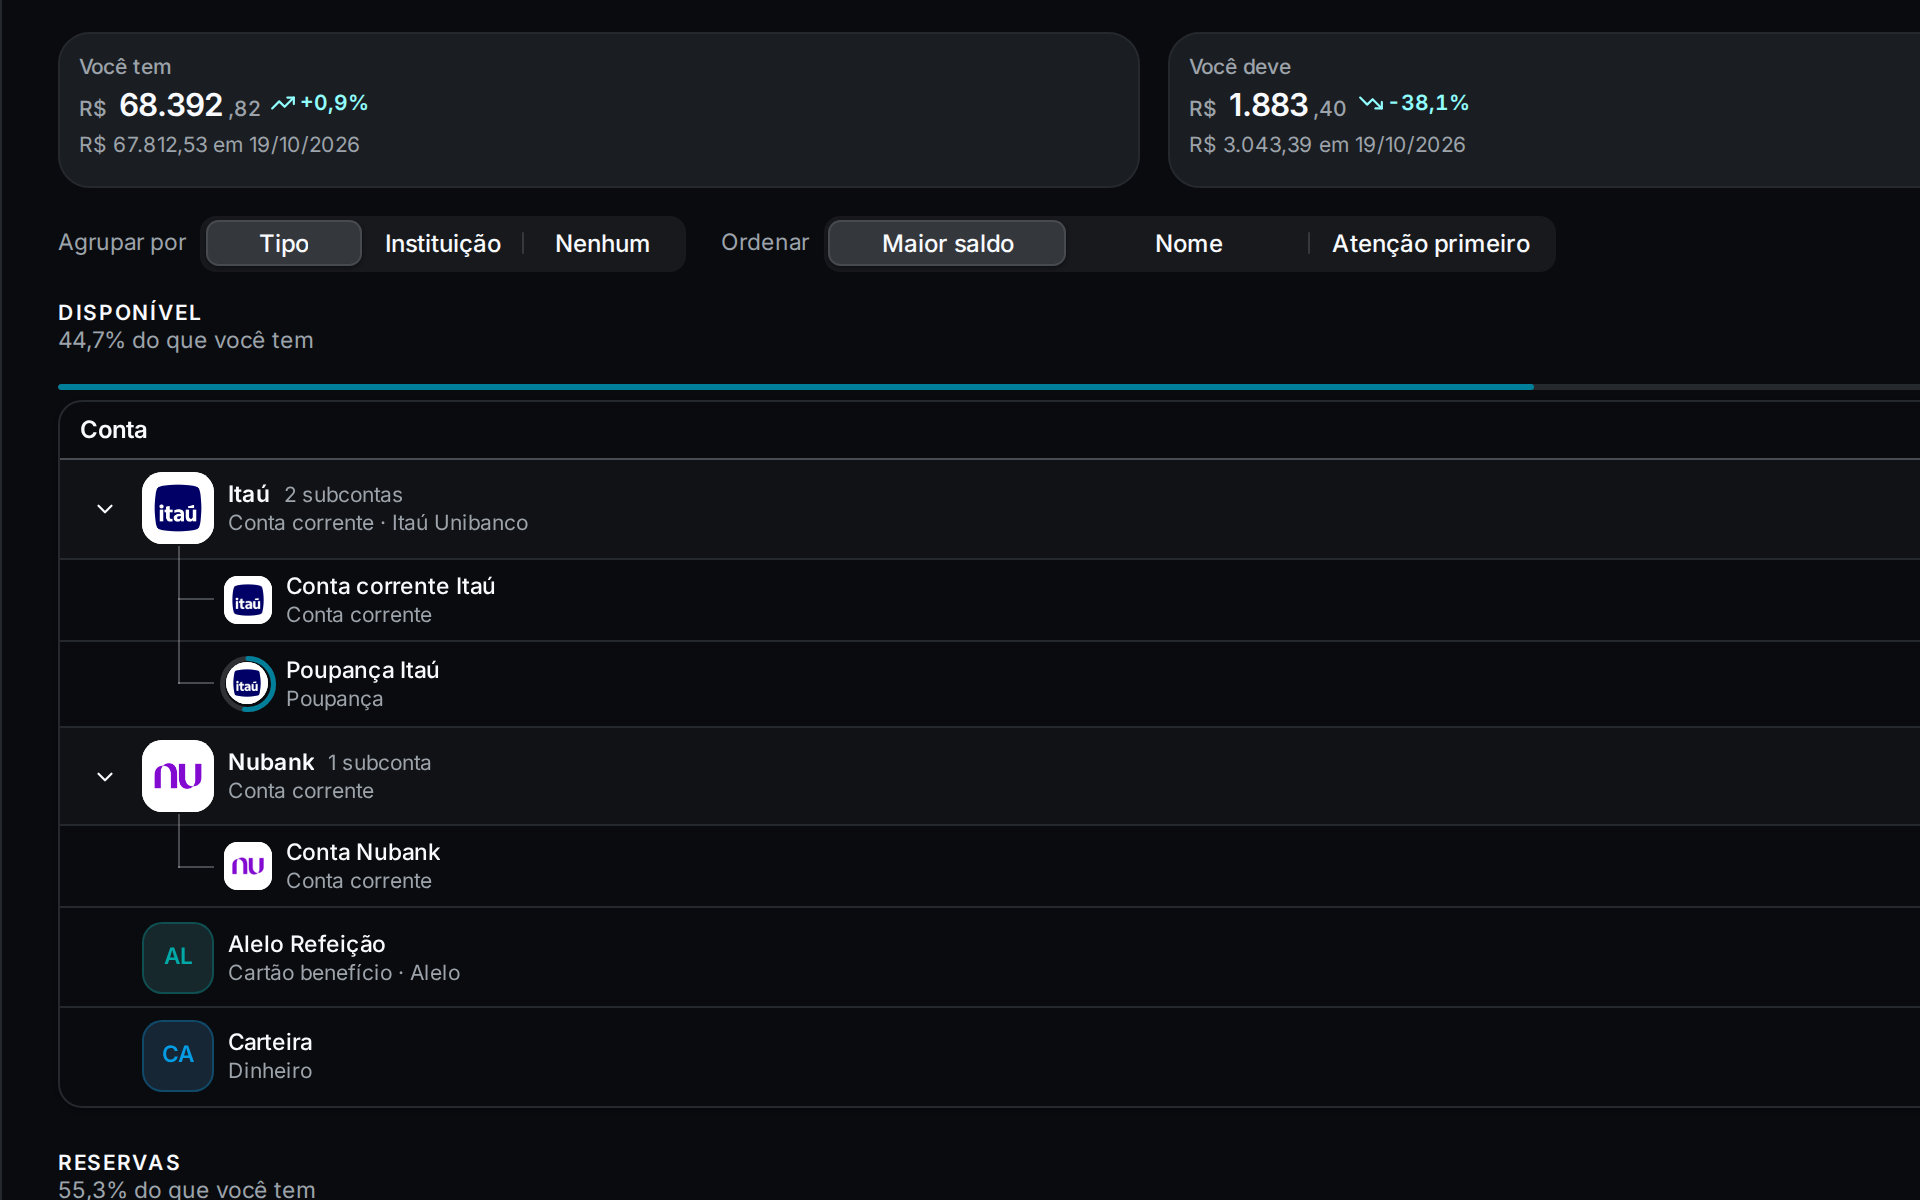 Você tem
R$ 68.392,82 +0,9%
R$ 67.812,53 em 19/10/2026
Você deve
R$ 1.883,40 -38,1%
R$ 3.043,39 em 19/10/2026
Agrupar por Tipo Instituição Nenhum Ordenar Maior saldo Nome Atenção primeiro
DISPONÍVEL
44,7% do que você tem
Conta
itaú
Itaú 2 subcontas
Conta corrente · Itaú Unibanco
itaú
Conta corrente Itaú
Conta corrente
itaú
Poupança Itaú
Poupança
nu
Nubank 1 subconta
Conta corrente
nu
Conta Nubank
Conta corrente
AL
Alelo Refeição
Cartão benefício · Alelo
CA
Carteira
Dinheiro
RESERVAS
55,3% do que você tem